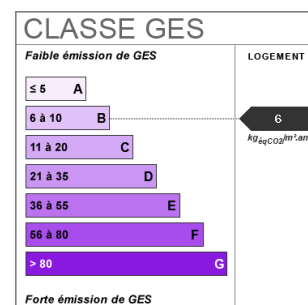 CLASSE GES
Faible émission de GES
LOGEMENT
≤ 5 A
6 à 10 B
6
kgéqCO2/m².an
11 à 20 C
21 à 35 D
36 à 55 E
56 à 80 F
> 80 G
Forte émission de GES